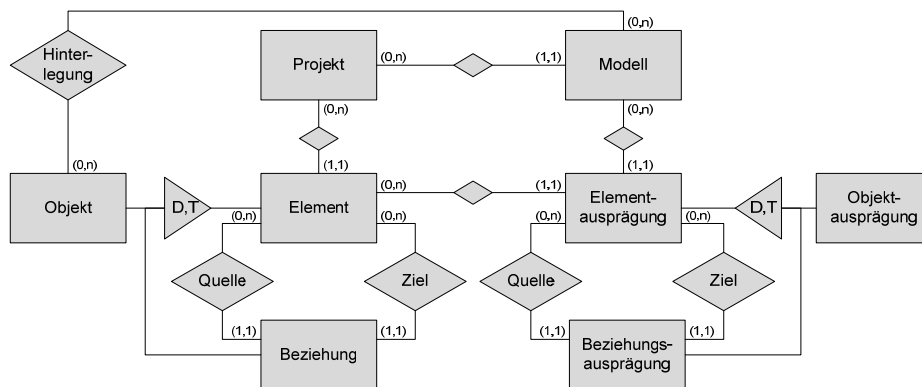 (0,n)
Hinter-
legung
Projekt
(0,n)
(1,1)
Modell
(0,n)
(0,n)
(0,n)
(1,1)
(1,1)
Objekt
D,T
Element
(0,n)
(1,1)
Element-
ausprägung
D,T
Objekt-
ausprägung
(0,n)
(0,n)
(0,n)
(0,n)
Quelle
Ziel
Quelle
Ziel
(1,1)
(1,1)
(1,1)
(1,1)
Beziehung
Beziehungs-
ausprägung